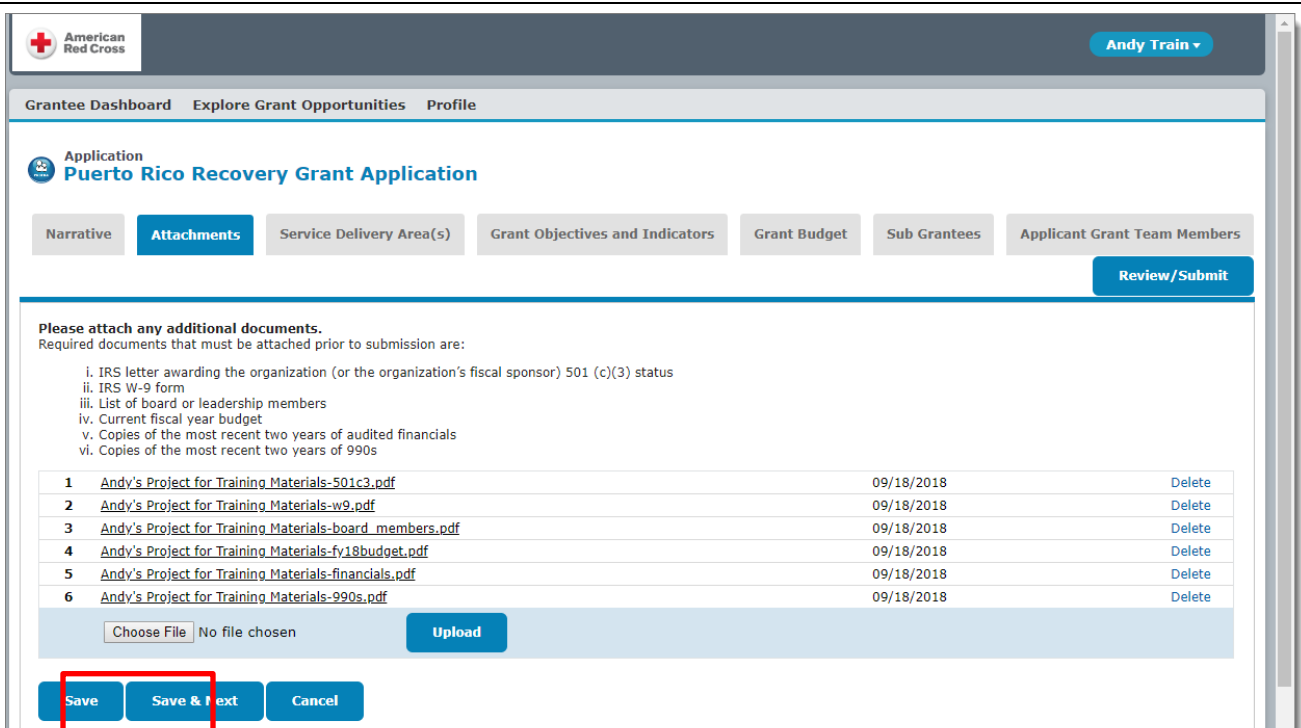 American
Red Cross
Andy Train
Grantee Dashboard Explore Grant Opportunities Profile
Application
Puerto Rico Recovery Grant Application
Narrative Attachments Service Delivery Area(s) Grant Objectives and Indicators Grant Budget Sub Grantees Applicant Grant Team Members
Review/Submit
Please attach any additional documents.
Required documents that must be attached prior to submission are:
i. IRS letter awarding the organization (or the organization's fiscal sponsor) 501 (c)(3) status
ii. IRS W-9 form
iii. List of board or leadership members
iv. Current fiscal year budget
v. Copies of the most recent two years of audited financials
vi. Copies of the most recent two years of 990s
1 Andy's Project for Training Materials-501c3.pdf 09/18/2018 Delete
2 Andy's Project for Training Materials-w9.pdf 09/18/2018 Delete
3 Andy's Project for Training Materials-board_members.pdf 09/18/2018 Delete
4 Andy's Project for Training Materials-fy18budget.pdf 09/18/2018 Delete
5 Andy's Project for Training Materials-financials.pdf 09/18/2018 Delete
6 Andy's Project for Training Materials-990s.pdf 09/18/2018 Delete
Choose File No file chosen Upload
Save Save & Next Cancel